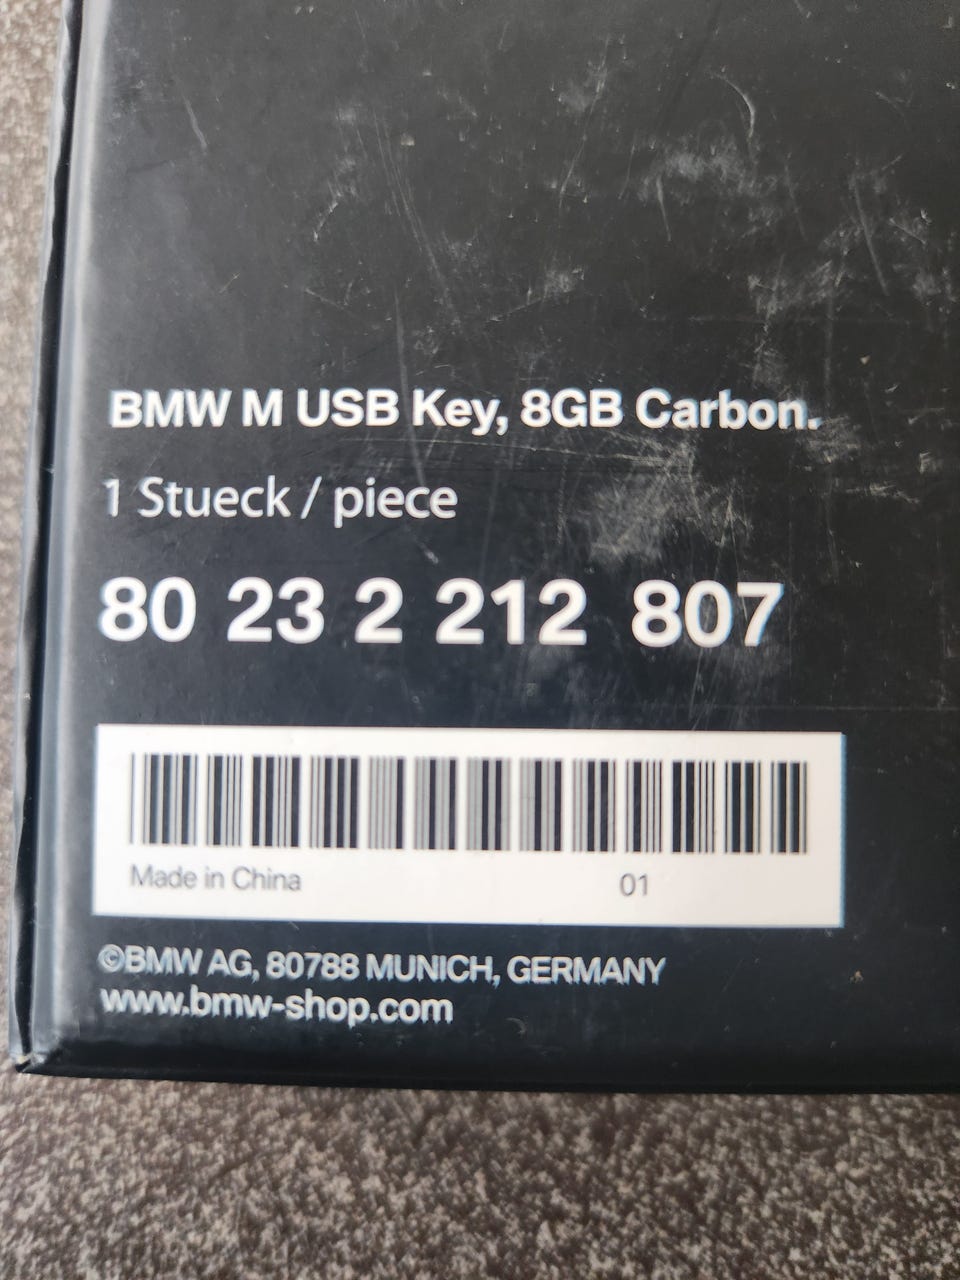 BMW M USB Key, 8GB Carbon.
1 Stueck / piece
80 23 2 212 807
Made in China 01
©BMW AG, 80788 MUNICH, GERMANY
www.bmw-shop.com